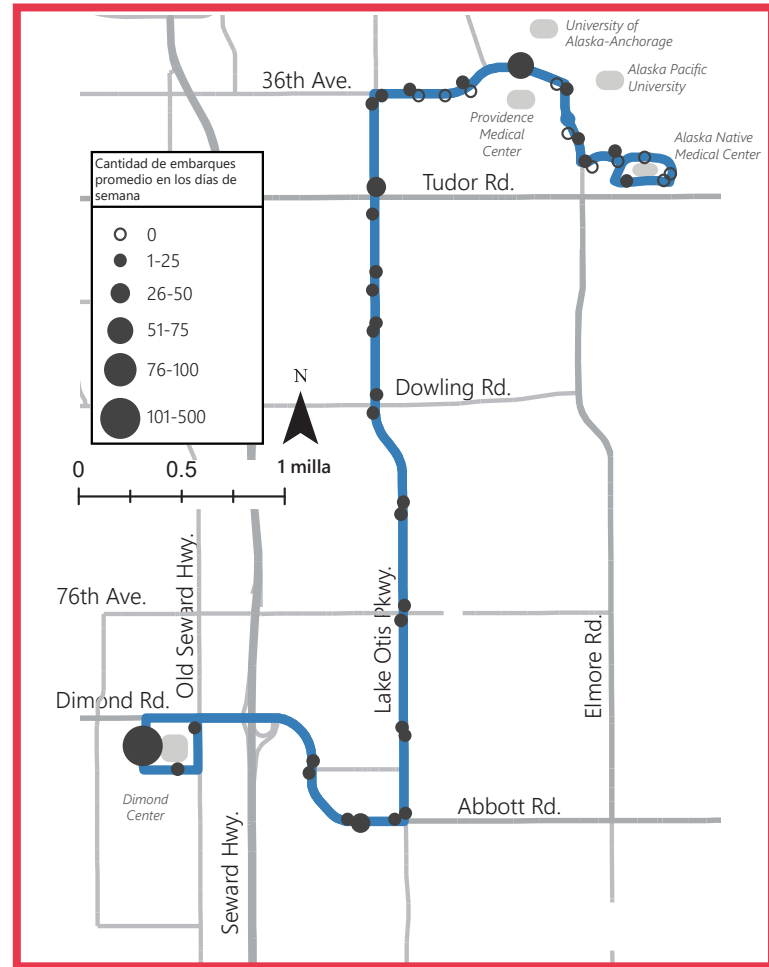 University of
Alaska-Anchorage
36th Ave.
Alaska Pacific
University
Providence
Medical
Center
Alaska Native
Medical Center
Cantidad de embarques
promedio en los días de
semana
0
1-25
26-50
51-75
76-100
101-500
Tudor Rd.
N
Dowling Rd.
0
0.5
1 milla
76th Ave.
Old Seward Hwy.
Lake Otis Pkwy.
Elmore Rd.
Dimond Rd.
Dimond
Center
Seward Hwy.
Abbott Rd.